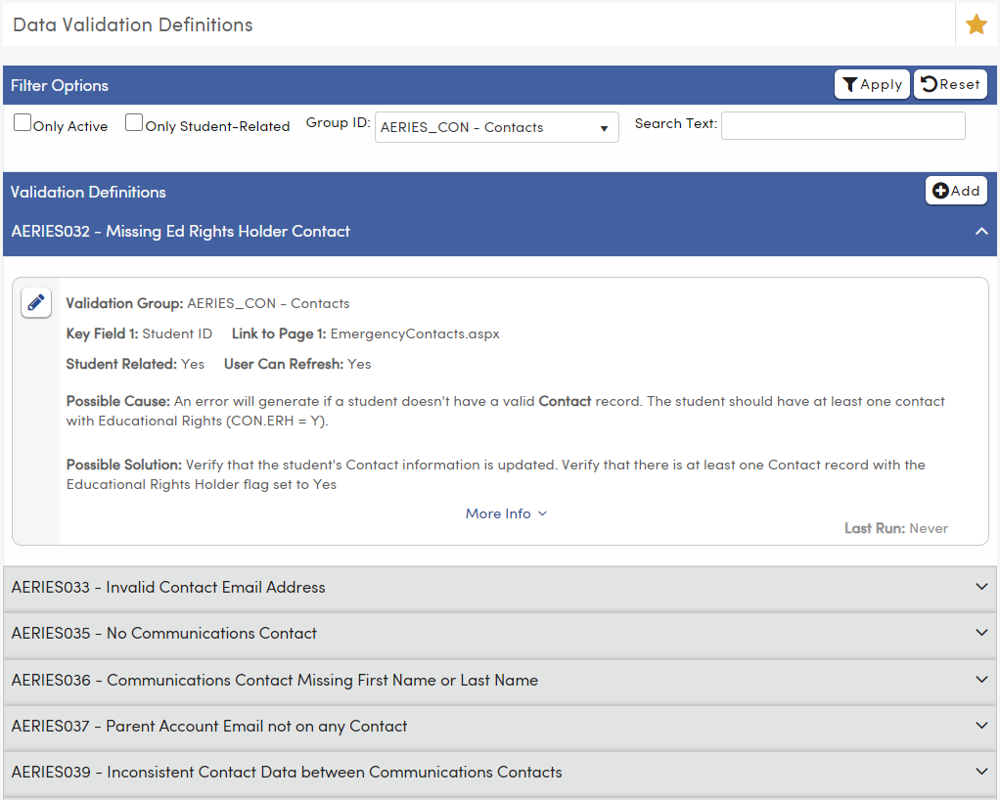 Data Validation Definitions
Filter Options
Apply
Reset
Only Active
Only Student-Related
Group ID:
AERIES_CON - Contacts
Search Text:
Validation Definitions
Add
AERIES032 - Missing Ed Rights Holder Contact
Validation Group: AERIES_CON - Contacts
Key Field 1: Student ID Link to Page 1: EmergencyContacts.aspx
Student Related: Yes User Can Refresh: Yes
Possible Cause: An error will generate if a student doesn't have a valid Contact record. The student should have at least one contact
with Educational Rights (CON.ERH = Y).
Possible Solution: Verify that the student's Contact information is updated. Verify that there is at least one Contact record with the
Educational Rights Holder flag set to Yes
More Info
Last Run: Never
AERIES033 - Invalid Contact Email Address
AERIES035 - No Communications Contact
AERIES036 - Communications Contact Missing First Name or Last Name
AERIES037 - Parent Account Email not on any Contact
AERIES039 - Inconsistent Contact Data between Communications Contacts